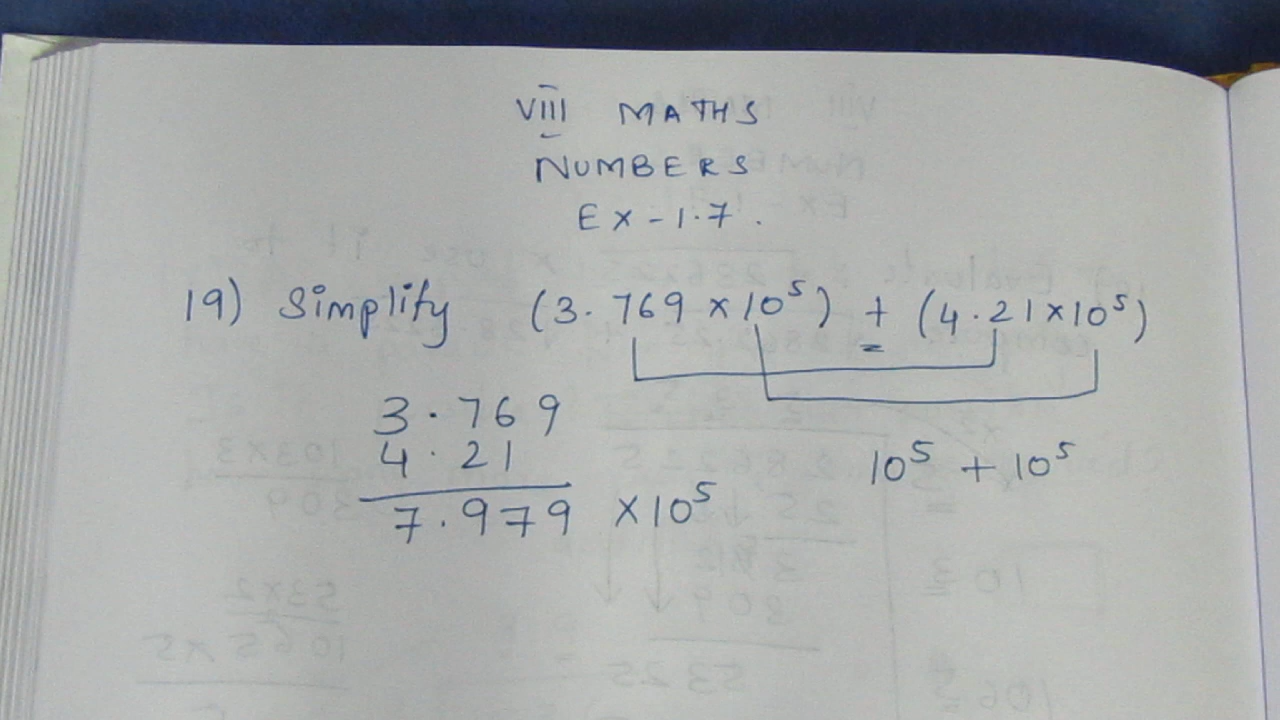 VIII MATHS
NUMBERS
EX-1.7.
19) Simplify (3.769 × 10⁵) + (4.21 × 10⁵)
3.769
4.21
7.979 × 10⁵
10⁵ + 10⁵